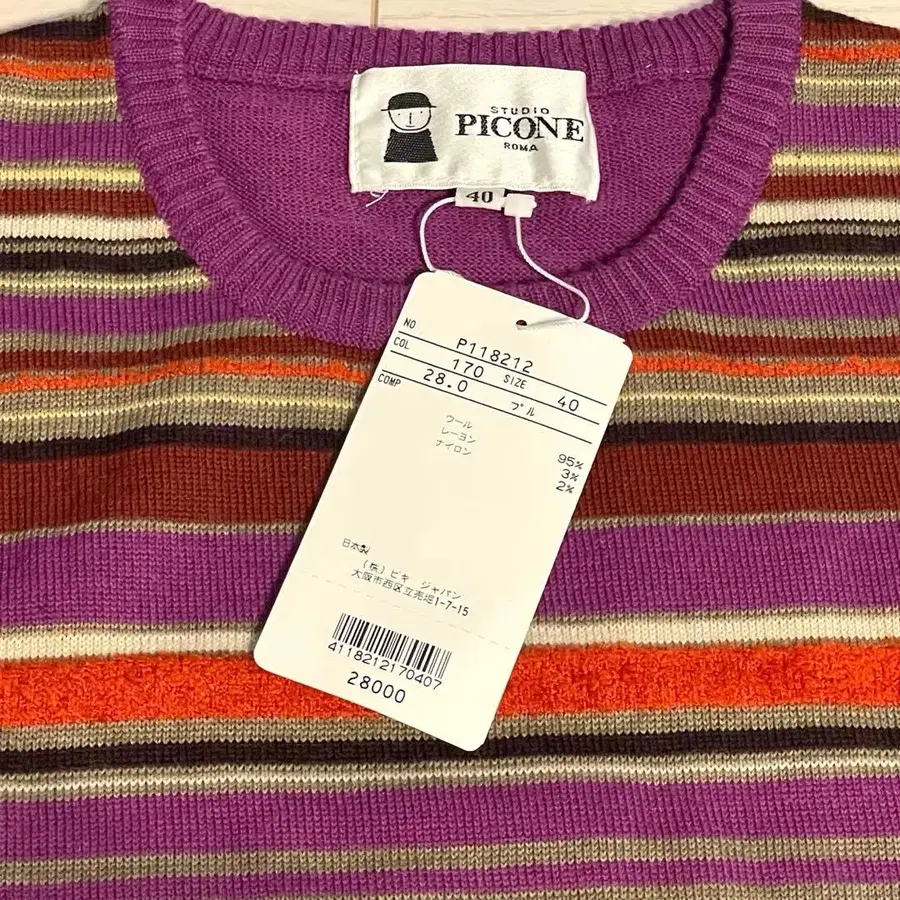 STUDIO
PICONE
ROMA
40
NO P118212
COL 170 SIZE 40
COMP 28.0 プル
ウール 95%
レーヨン 3%
ナイロン 2%
日本製
(株)ビキ ジャパン
大阪市西区立売堀1-7-15
4118212170407
28000